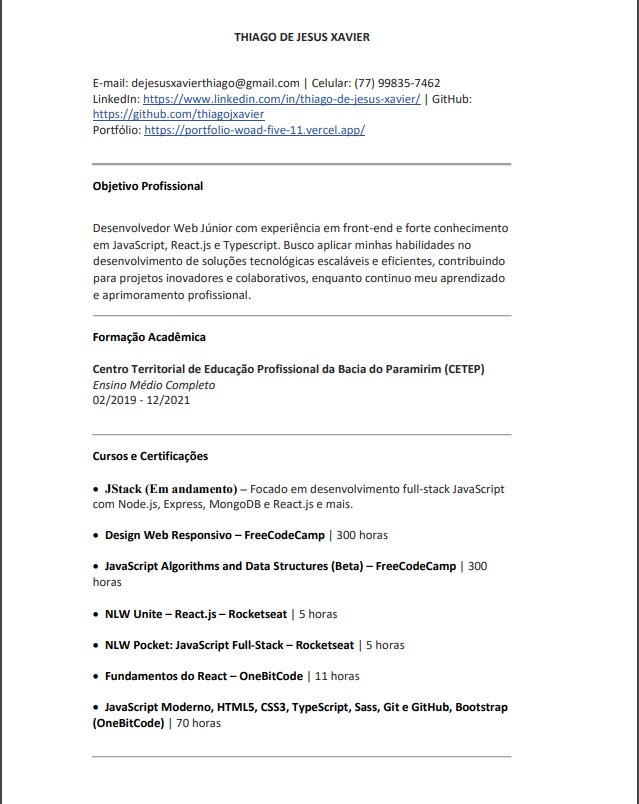 THIAGO DE JESUS XAVIER
E-mail: dejesusxavierthiago@gmail.com | Celular: (77) 99835-7462
LinkedIn: https://www.linkedin.com/in/thiago-de-jesus-xavier/ | GitHub:
https://github.com/thiagojxavier
Portfólio: https://portfolio-woad-five-11.vercel.app/
Objetivo Profissional
Desenvolvedor Web Júnior com experiência em front-end e forte conhecimento
em JavaScript, React.js e Typescript. Busco aplicar minhas habilidades no
desenvolvimento de soluções tecnológicas escaláveis e eficientes, contribuindo
para projetos inovadores e colaborativos, enquanto continuo meu aprendizado
e aprimoramento profissional.
Formação Acadêmica
Centro Territorial de Educação Profissional da Bacia do Paramirim (CETEP)
Ensino Médio Completo
02/2019 - 12/2021
Cursos e Certificações
• JStack (Em andamento) – Focado em desenvolvimento full-stack JavaScript
com Node.js, Express, MongoDB e React.js e mais.
• Design Web Responsivo – FreeCodeCamp | 300 horas
• JavaScript Algorithms and Data Structures (Beta) – FreeCodeCamp | 300
horas
• NLW Unite – React.js – Rocketseat | 5 horas
• NLW Pocket: JavaScript Full-Stack – Rocketseat | 5 horas
• Fundamentos do React – OneBitCode | 11 horas
• JavaScript Moderno, HTML5, CSS3, TypeScript, Sass, Git e GitHub, Bootstrap
(OneBitCode) | 70 horas